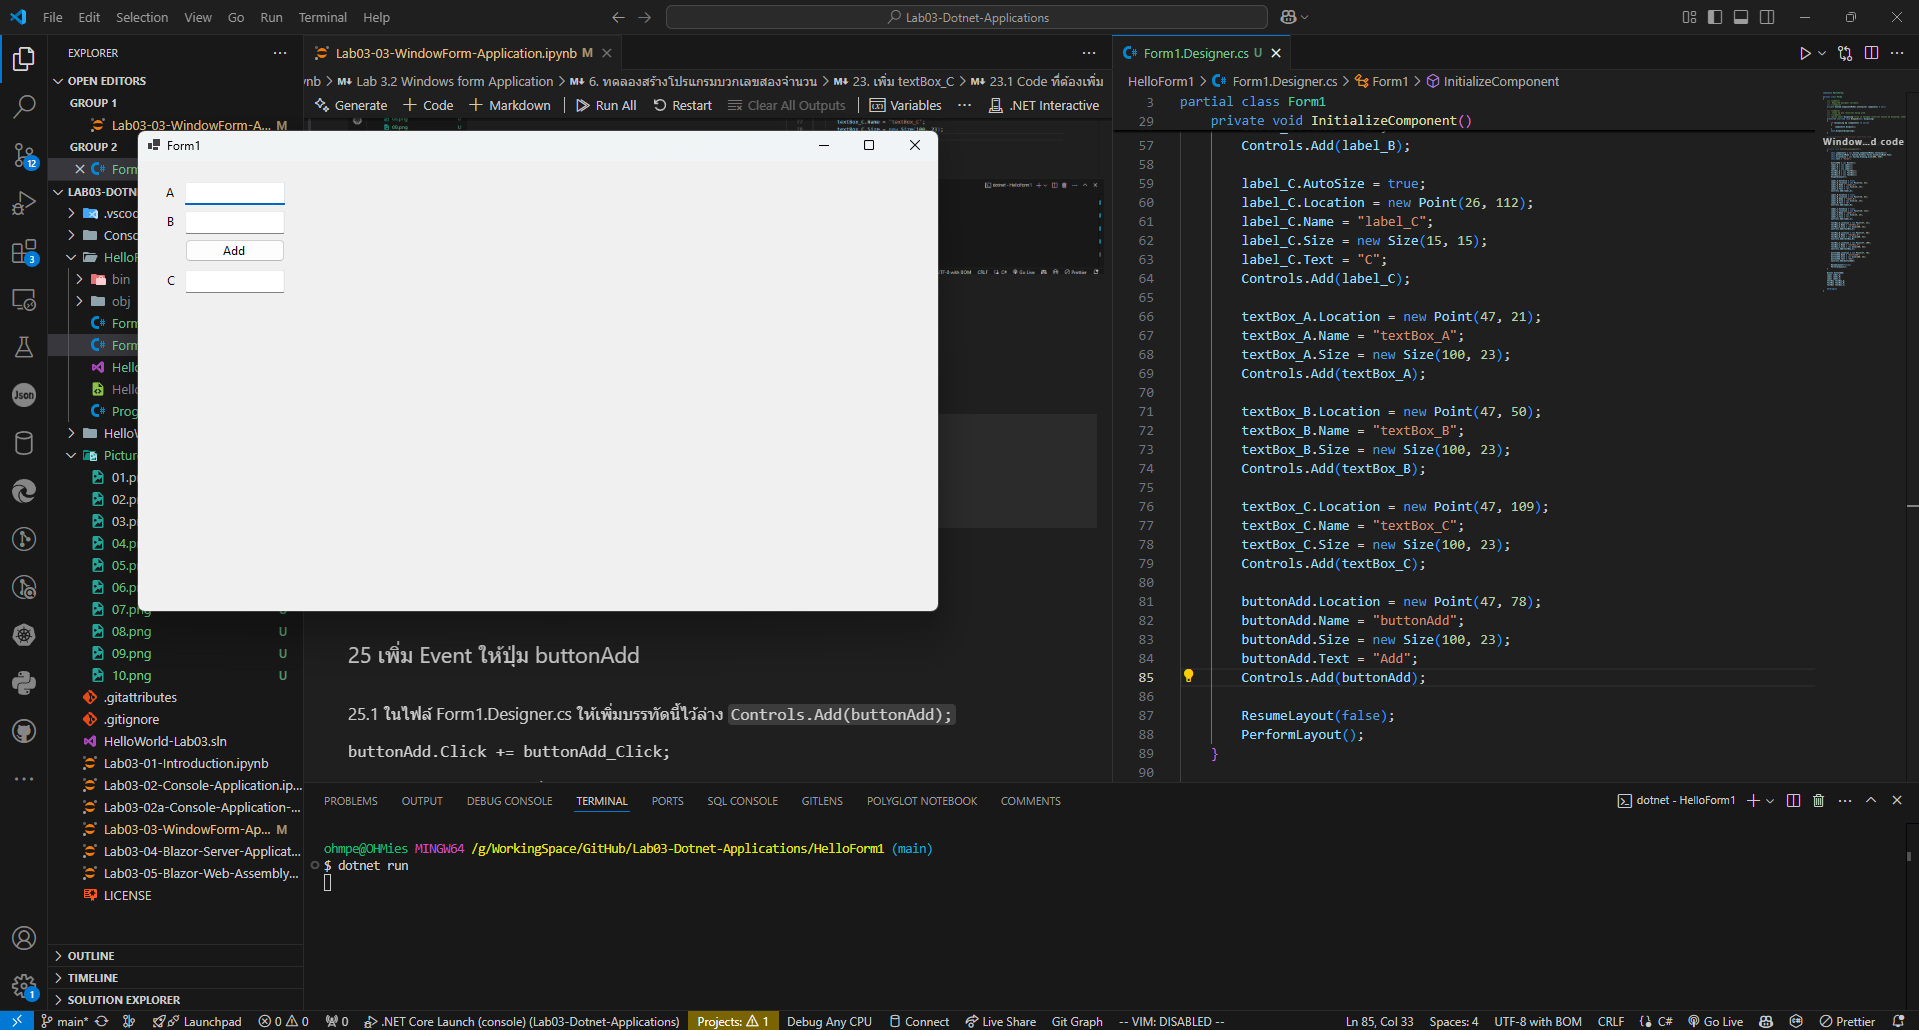 File Edit Selection View Go Run Terminal Help
Lab03-Dotnet-Applications
EXPLORER
OPEN EDITORS
GROUP 1
Lab03-03-WindowForm-A... M
GROUP 2
Form
LAB03-DOTN
.vscod
Conso
HelloF
bin
obj
Form
Form
Hello
Hello
Prog
HelloW
Pictur
01.p
02.p
03.p
04.p
05.p
06.p
07.png U
08.png U
09.png U
10.png U
.gitattributes
.gitignore
HelloWorld-Lab03.sln
Lab03-01-Introduction.ipynb
Lab03-02-Console-Application.ip...
Lab03-02a-Console-Application-...
Lab03-03-WindowForm-Ap... M
Lab03-04-Blazor-Server-Applicat...
Lab03-05-Blazor-Web-Assembly...
LICENSE
OUTLINE
TIMELINE
SOLUTION EXPLORER
12
3
Json
1
Lab03-03-WindowForm-Application.ipynb M
ynb > Lab 3.2 Windows form Application > 6. ทดลองสร้างโปรแกรมบวกเลขสองจำนวน > 23. เพิ่ม textBox_C > 23.1 Code ที่ต้องเพิ่ม
Generate + Code + Markdown Run All Restart Clear All Outputs Variables ... .NET Interactive
Form1
A
B
Add
C
25 เพิ่ม Event ให้ปุ่ม buttonAdd
25.1 ในไฟล์ Form1.Designer.cs ให้เพิ่มบรรทัดนี้ไว้ล่าง Controls.Add(buttonAdd);
buttonAdd.Click += buttonAdd_Click;
Form1.Designer.cs U
HelloForm1 > Form1.Designer.cs > Form1 > InitializeComponent
3 partial class Form1
29 private void InitializeComponent()
57 Controls.Add(label_B);
58
59 label_C.AutoSize = true;
60 label_C.Location = new Point(26, 112);
61 label_C.Name = "label_C";
62 label_C.Size = new Size(15, 15);
63 label_C.Text = "C";
64 Controls.Add(label_C);
65
66 textBox_A.Location = new Point(47, 21);
67 textBox_A.Name = "textBox_A";
68 textBox_A.Size = new Size(100, 23);
69 Controls.Add(textBox_A);
70
71 textBox_B.Location = new Point(47, 50);
72 textBox_B.Name = "textBox_B";
73 textBox_B.Size = new Size(100, 23);
74 Controls.Add(textBox_B);
75
76 textBox_C.Location = new Point(47, 109);
77 textBox_C.Name = "textBox_C";
78 textBox_C.Size = new Size(100, 23);
79 Controls.Add(textBox_C);
80
81 buttonAdd.Location = new Point(47, 78);
82 buttonAdd.Name = "buttonAdd";
83 buttonAdd.Size = new Size(100, 23);
84 buttonAdd.Text = "Add";
85 Controls.Add(buttonAdd);
86
87 ResumeLayout(false);
88 PerformLayout();
89 }
90
Window...d code
PROBLEMS OUTPUT DEBUG CONSOLE TERMINAL PORTS SQL CONSOLE GITLENS POLYGLOT NOTEBOOK COMMENTS
dotnet - HelloForm1
ohmpe@OHMies MINGW64 /g/WorkingSpace/GitHub/Lab03-Dotnet-Applications/HelloForm1 (main)
$ dotnet run
main* Launchpad 0 0 0 .NET Core Launch (console) (Lab03-Dotnet-Applications) Projects: 1 Debug Any CPU Connect Live Share Git Graph -- VIM: DISABLED -- Ln 85, Col 33 Spaces: 4 UTF-8 with BOM CRLF {} C# Go Live Prettier